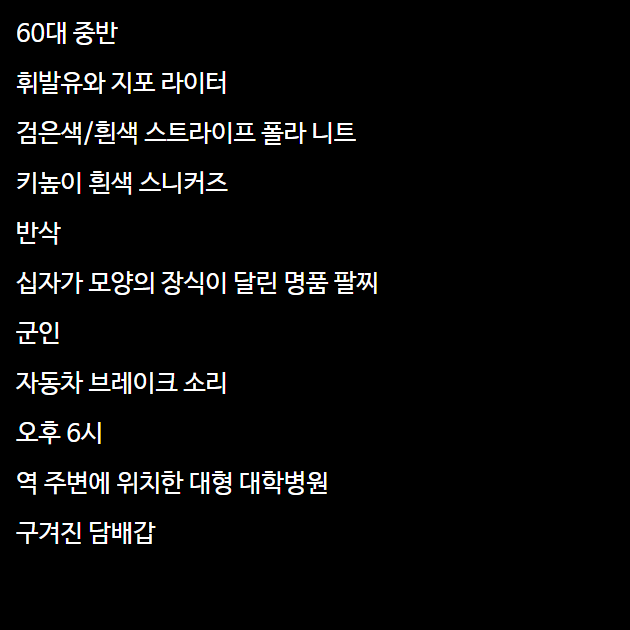 60대 중반
휘발유와 지포 라이터
검은색/흰색 스트라이프 폴라 니트
키높이 흰색 스니커즈
반삭
십자가 모양의 장식이 달린 명품 팔찌
군인
자동차 브레이크 소리
오후 6시
역 주변에 위치한 대형 대학병원
구겨진 담배갑